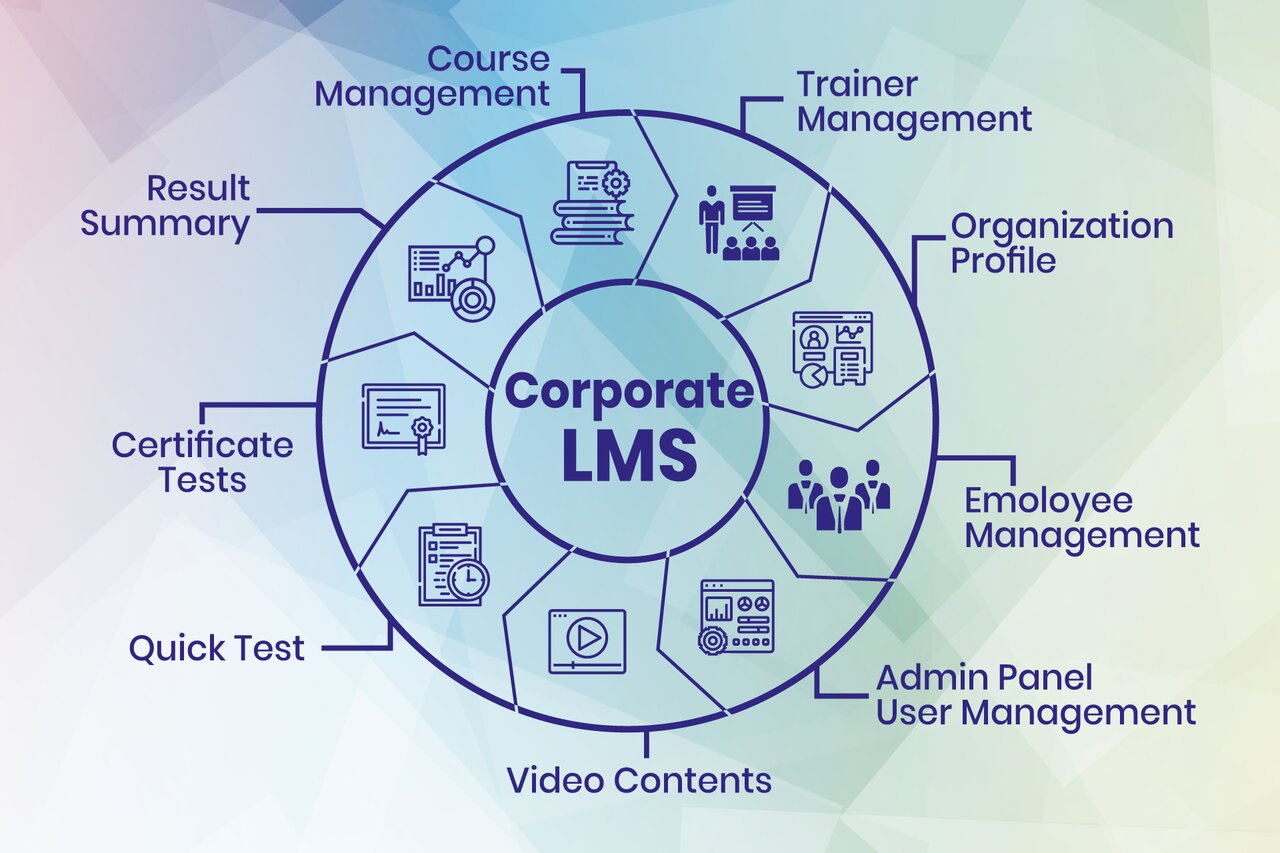 Course
Management
Trainer
Management
Result
Summary
Organization
Profile
Corporate
LMS
Certificate
Tests
Emoloyee
Management
Quick Test
Admin Panel
User Management
Video Contents